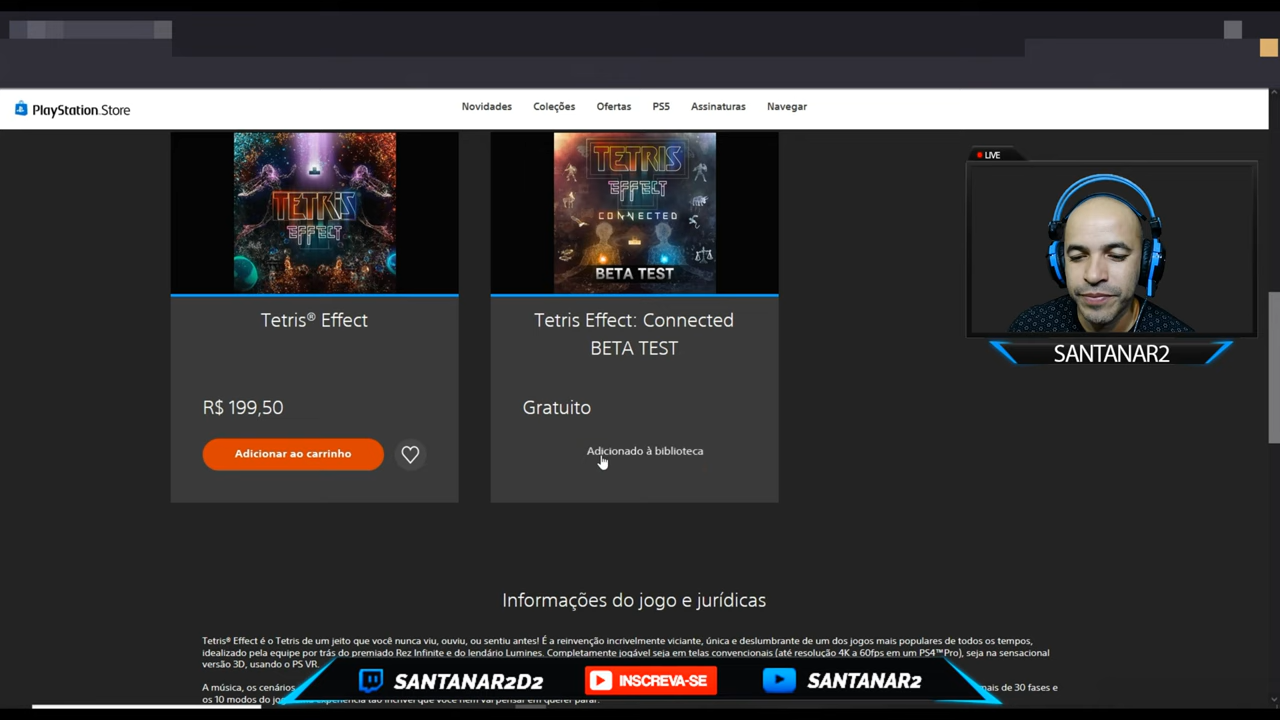 PlayStation Store
Novidades Coleções Ofertas PS5 Assinaturas Navegar
LIVE
TETRIS
EFFECT
TETRIS
EFFECT
CONNECTED
BETA TEST
SANTANAR2
Tetris® Effect
Tetris Effect: Connected
BETA TEST
R$ 199,50
Gratuito
Adicionar ao carrinho
Adicionado à biblioteca
Informações do jogo e jurídicas
Tetris® Effect é o Tetris de um jeito que você nunca viu, ouviu, ou sentiu antes! É a reinvenção incrivelmente viciante, única e deslumbrante de um dos jogos mais populares de todos os tempos,
idealizado pela equipe por trás do premiado Rez Infinite e do lendário Lumines. Completamente jogável seja em telas convencionais (até resolução 4K a 60fps em um PS4™Pro), seja na sensacional
versão 3D, usando o PS VR.
A música, os cenários mais de 30 fases e
os 10 modos do
SANTANAR2D2
INSCREVA-SE
SANTANAR2